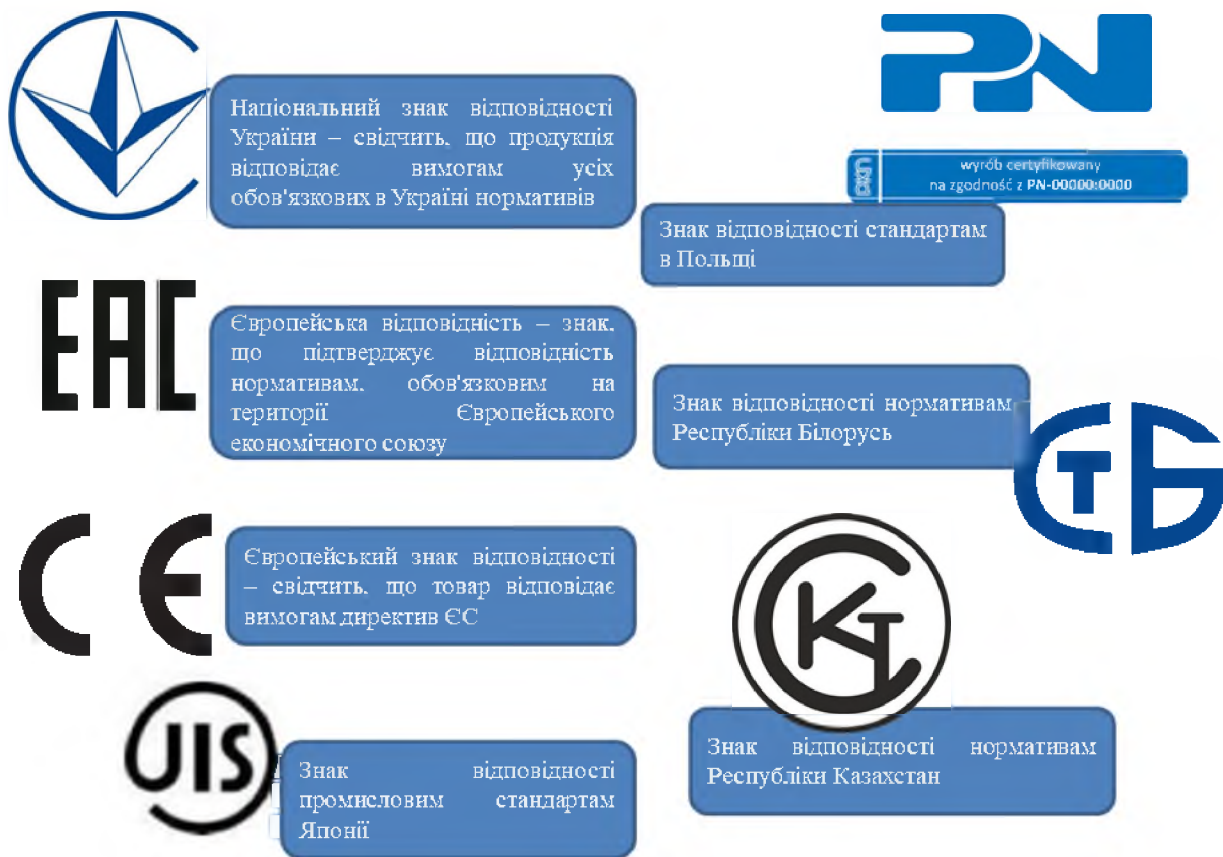 Національний знак відповідності
України – свідчить, що продукція
відповідає вимогам усіх
обов'язкових в Україні нормативів
PN
wyrób certyfikowany
na zgodność z PN-00000:0000
Знак відповідності стандартам
в Польщі
EAC
Європейська відповідність – знак,
що підтверджує відповідність
нормативам, обов'язковим на
території Європейського
економічного союзу
Знак відповідності нормативам
Республіки Білорусь
СТБ
CE
Європейський знак відповідності
– свідчить, що товар відповідає
вимогам директив ЄС
КТ
JIS
Знак відповідності
промисловим стандартам
Японії
Знак відповідності нормативам
Республіки Казахстан